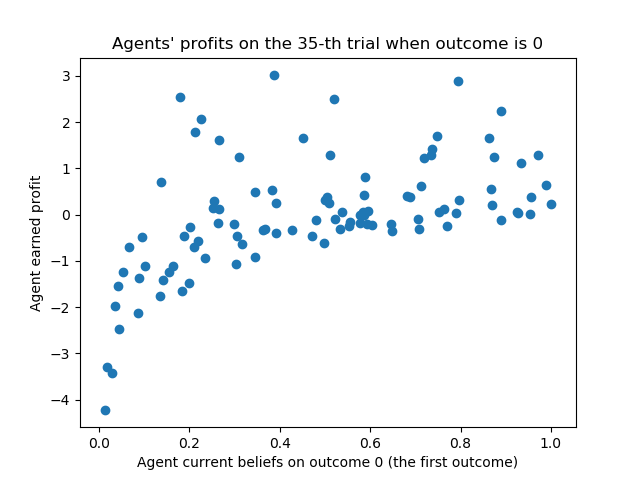 Agents' profits on the 35-th trial when outcome is 0
Agent earned profit
3
2
1
0
−1
−2
−3
−4
0.0 0.2 0.4 0.6 0.8 1.0
Agent current beliefs on outcome 0 (the first outcome)